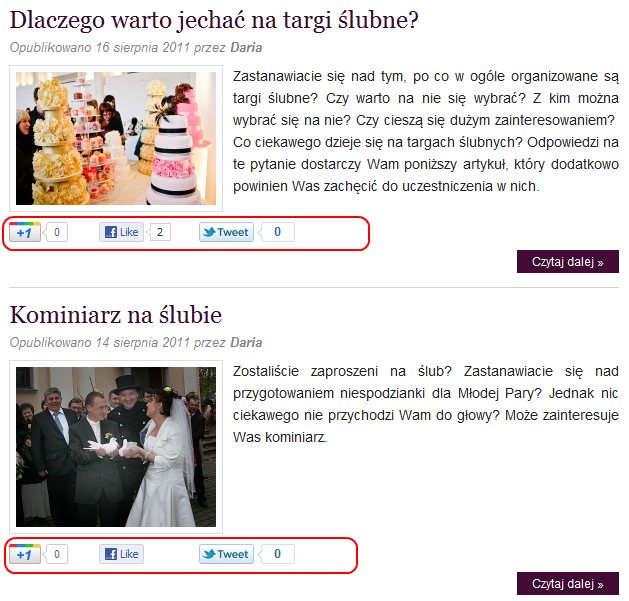 Dlaczego warto jechać na targi ślubne?
Opublikowano 16 sierpnia 2011 przez Daria
Zastanawiacie się nad tym, po co w ogóle organizowane są
targi ślubne? Czy warto na nie się wybrać? Z kim można
wybrać się na nie? Czy cieszą się dużym zainteresowaniem?
Co ciekawego dzieje się na targach ślubnych? Odpowiedzi na
te pytanie dostarczy Wam poniższy artykuł, który dodatkowo
powinien Was zachęcić do uczestniczenia w nich.
+1 0 Like 2 Tweet 0
Czytaj dalej »
Kominiarz na ślubie
Opublikowano 14 sierpnia 2011 przez Daria
Zostaliście zaproszeni na ślub? Zastanawiacie się nad
przygotowaniem niespodzianki dla Młodej Pary? Jednak nic
ciekawego nie przychodzi Wam do głowy? Może zainteresuje
Was kominiarz.
+1 0 Like Tweet 0
Czytaj dalej »